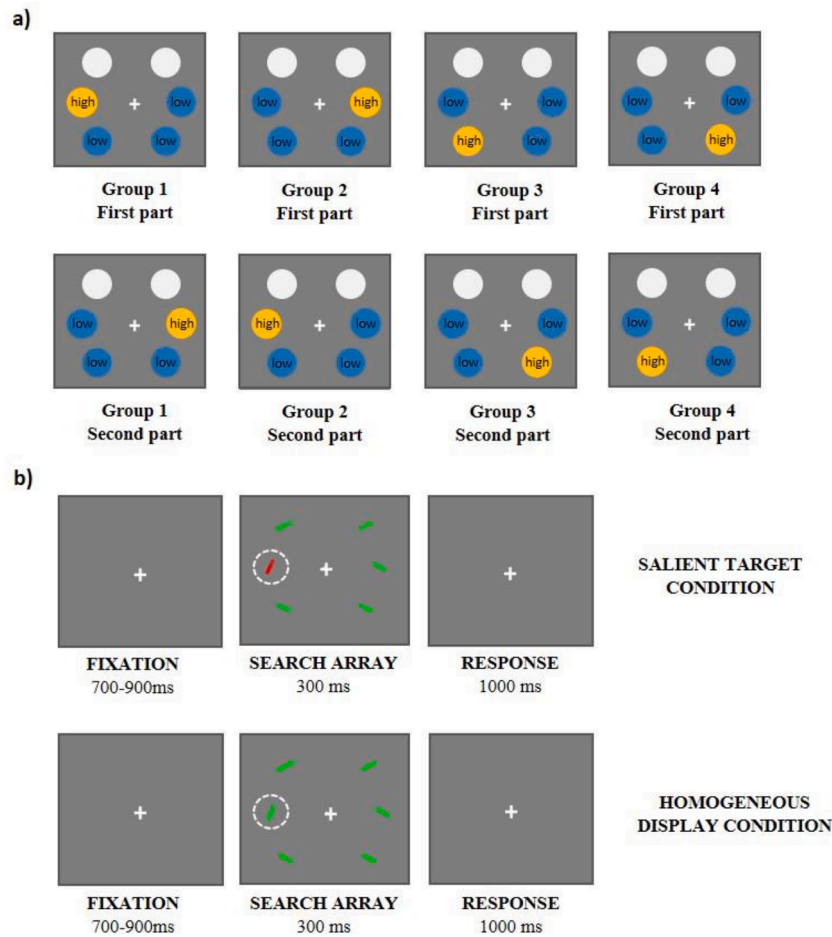 a)
high
low
low
low
low
high
low
low
low
low
high
low
low
low
low
high
Group 1
First part
Group 2
First part
Group 3
First part
Group 4
First part
low
high
low
low
high
low
low
low
low
low
low
high
low
low
high
low
Group 1
Second part
Group 2
Second part
Group 3
Second part
Group 4
Second part
b)
SALIENT TARGET
CONDITION
FIXATION
700-900ms
SEARCH ARRAY
300 ms
RESPONSE
1000 ms
HOMOGENEOUS
DISPLAY CONDITION
FIXATION
700-900ms
SEARCH ARRAY
300 ms
RESPONSE
1000 ms